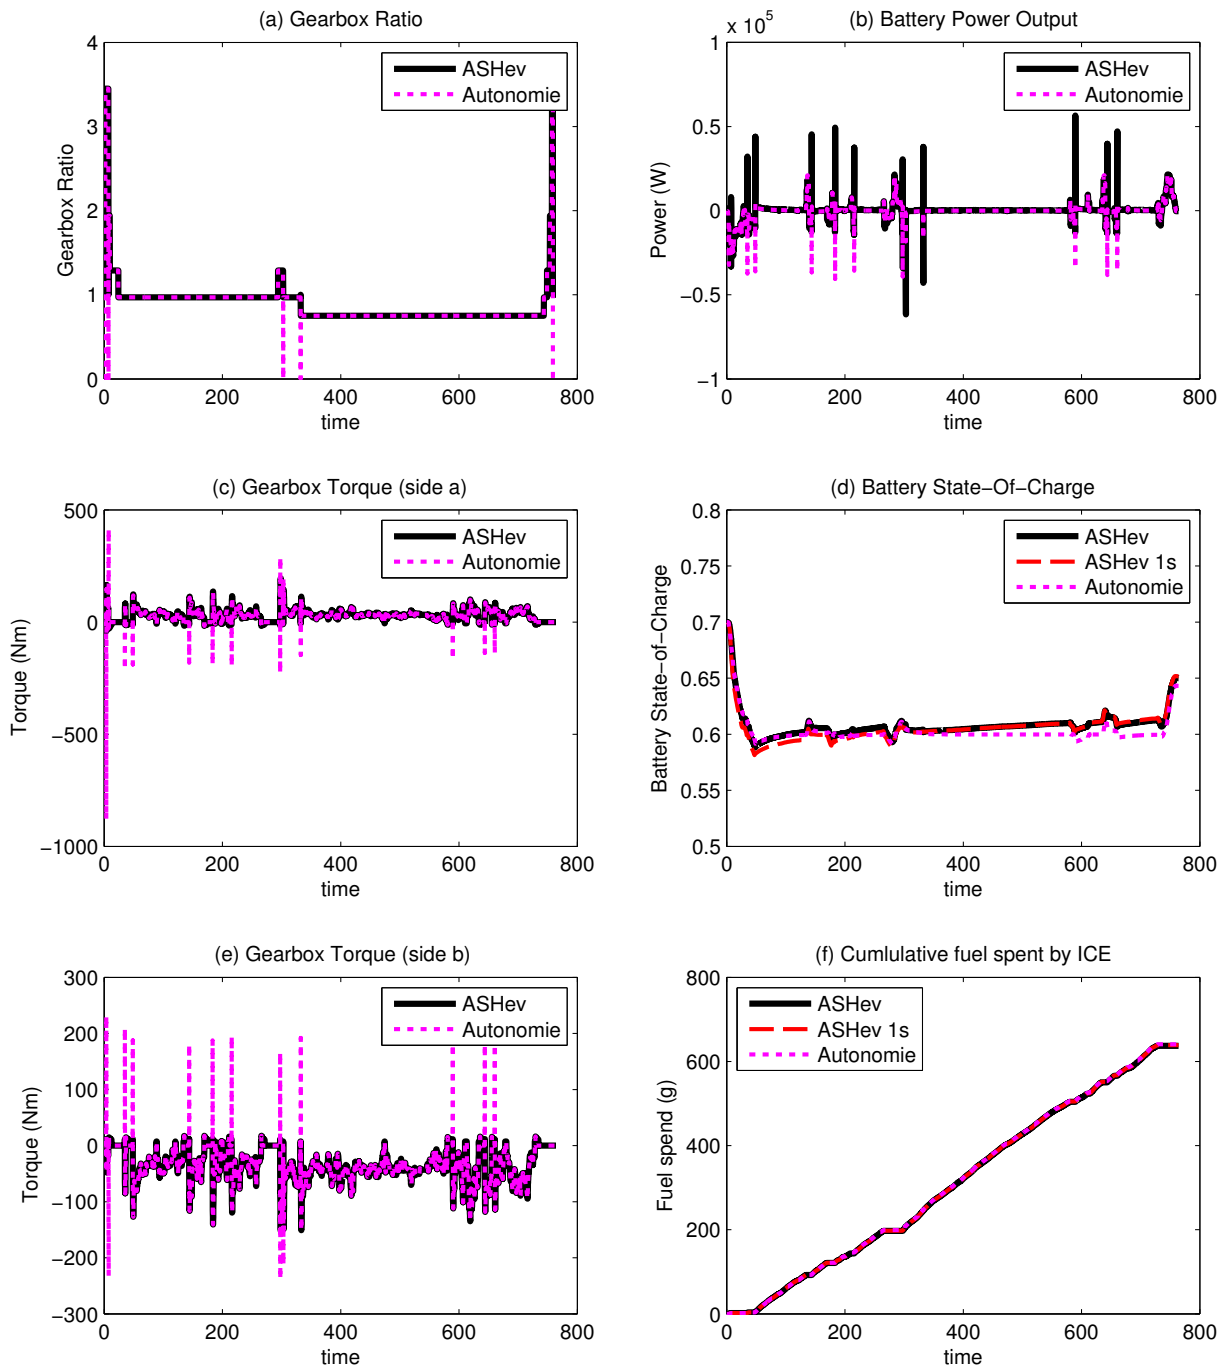 (a) Gearbox Ratio
4
3
2
1
0
Gearbox Ratio
ASHev
Autonomie
0
200
400
600
800
time
(b) Battery Power Output
x 10^5
1
0.5
0
−0.5
−1
Power (W)
ASHev
Autonomie
0
200
400
600
800
time
(c) Gearbox Torque (side a)
500
0
−500
−1000
Torque (Nm)
ASHev
Autonomie
0
200
400
600
800
time
(d) Battery State−Of−Charge
0.8
0.7
0.65
0.6
0.5
Battery State−of−Charge
ASHev
ASHev 1s
Autonomie
0
200
400
600
800
time
(e) Gearbox Torque (side b)
300
200
100
0
−100
−200
−300
Torque (Nm)
ASHev
Autonomie
0
200
400
600
800
time
(f) Cumlulative fuel spent by ICE
800
600
400
200
0
Fuel spend (g)
ASHev
ASHev 1s
Autonomie
0
200
400
600
800
time